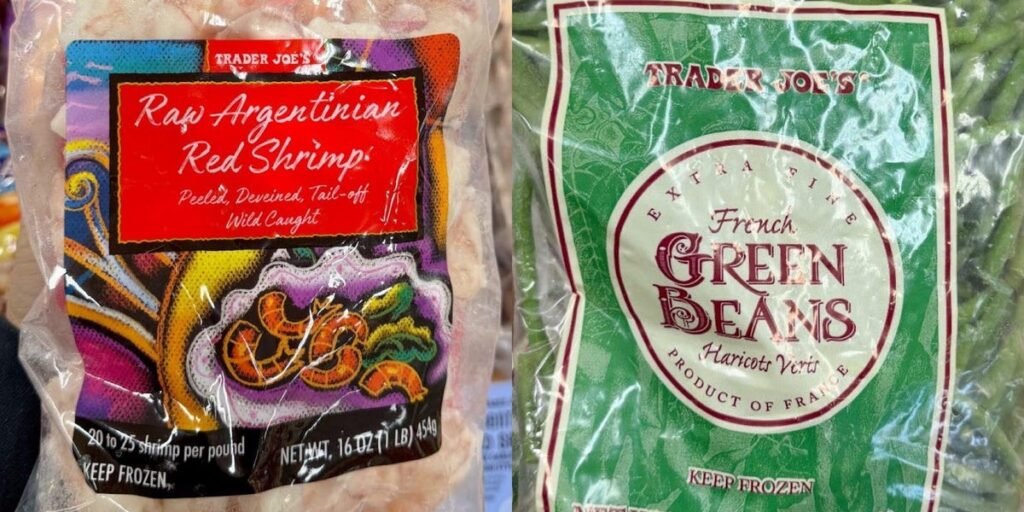 TRADER JOE'S
Raw Argentinian
Red Shrimp
Peeled, Deveined, Tail-off
Wild Caught
20 to 25 shrimp per pound
KEEP FROZEN
NET WT. 16 OZ (1 LB) 454g
TRADER JOE'S
EXTRA FINE
French
GREEN
BEANS
Haricots Verts
PRODUCT OF FRANCE
KEEP FROZEN